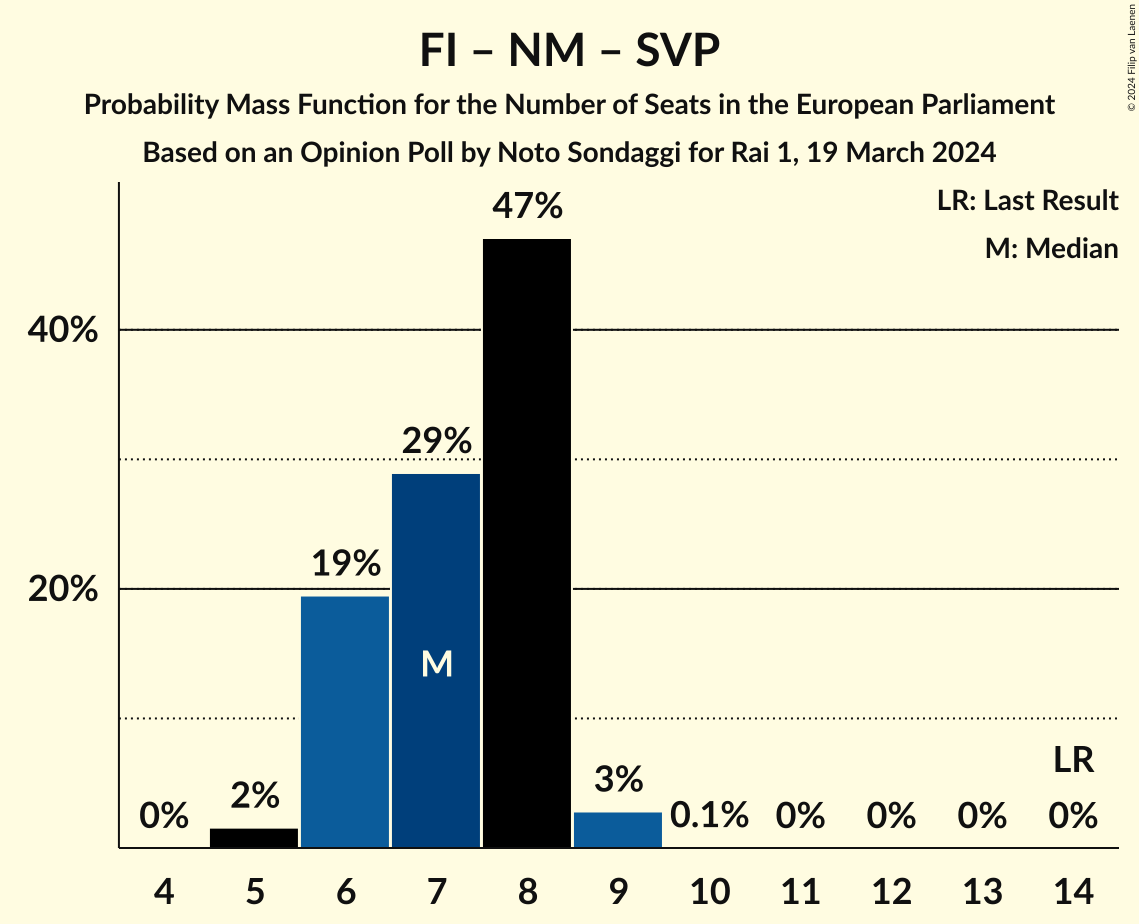 FI – NM – SVP
Probability Mass Function for the Number of Seats in the European Parliament
Based on an Opinion Poll by Noto Sondaggi for Rai 1, 19 March 2024
© 2024 Filip van Laenen
LR: Last Result
M: Median
47%
40%
29%
19%
20%
M
LR
3%
2%
0%
0.1%
0%
0%
0%
0%
4 5 6 7 8 9 10 11 12 13 14